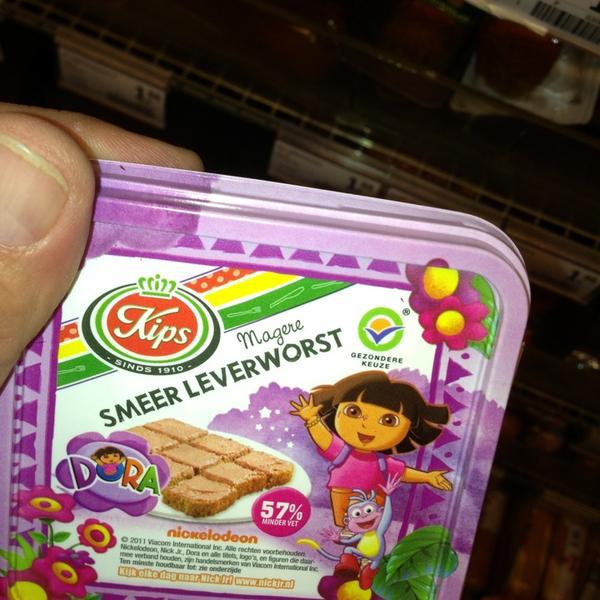 Kips
SINDS 1910
Magere
SMEER LEVERWORST
®
GEZONDERE
KEUZE
DORA
57%
MINDER VET
nickelodeon
© 2011 Viacom International Inc. Alle rechten voorbehouden.
Nickelodeon, Nick Jr., Dora en alle titels, logo's, en figuren die daar-
mee verband houden, zijn handelsmerken van Viacom International Inc.
Ten minste houdbaar tot: zie onderzijde
Kijk elke dag naar Nick Jr! www.nickjr.nl